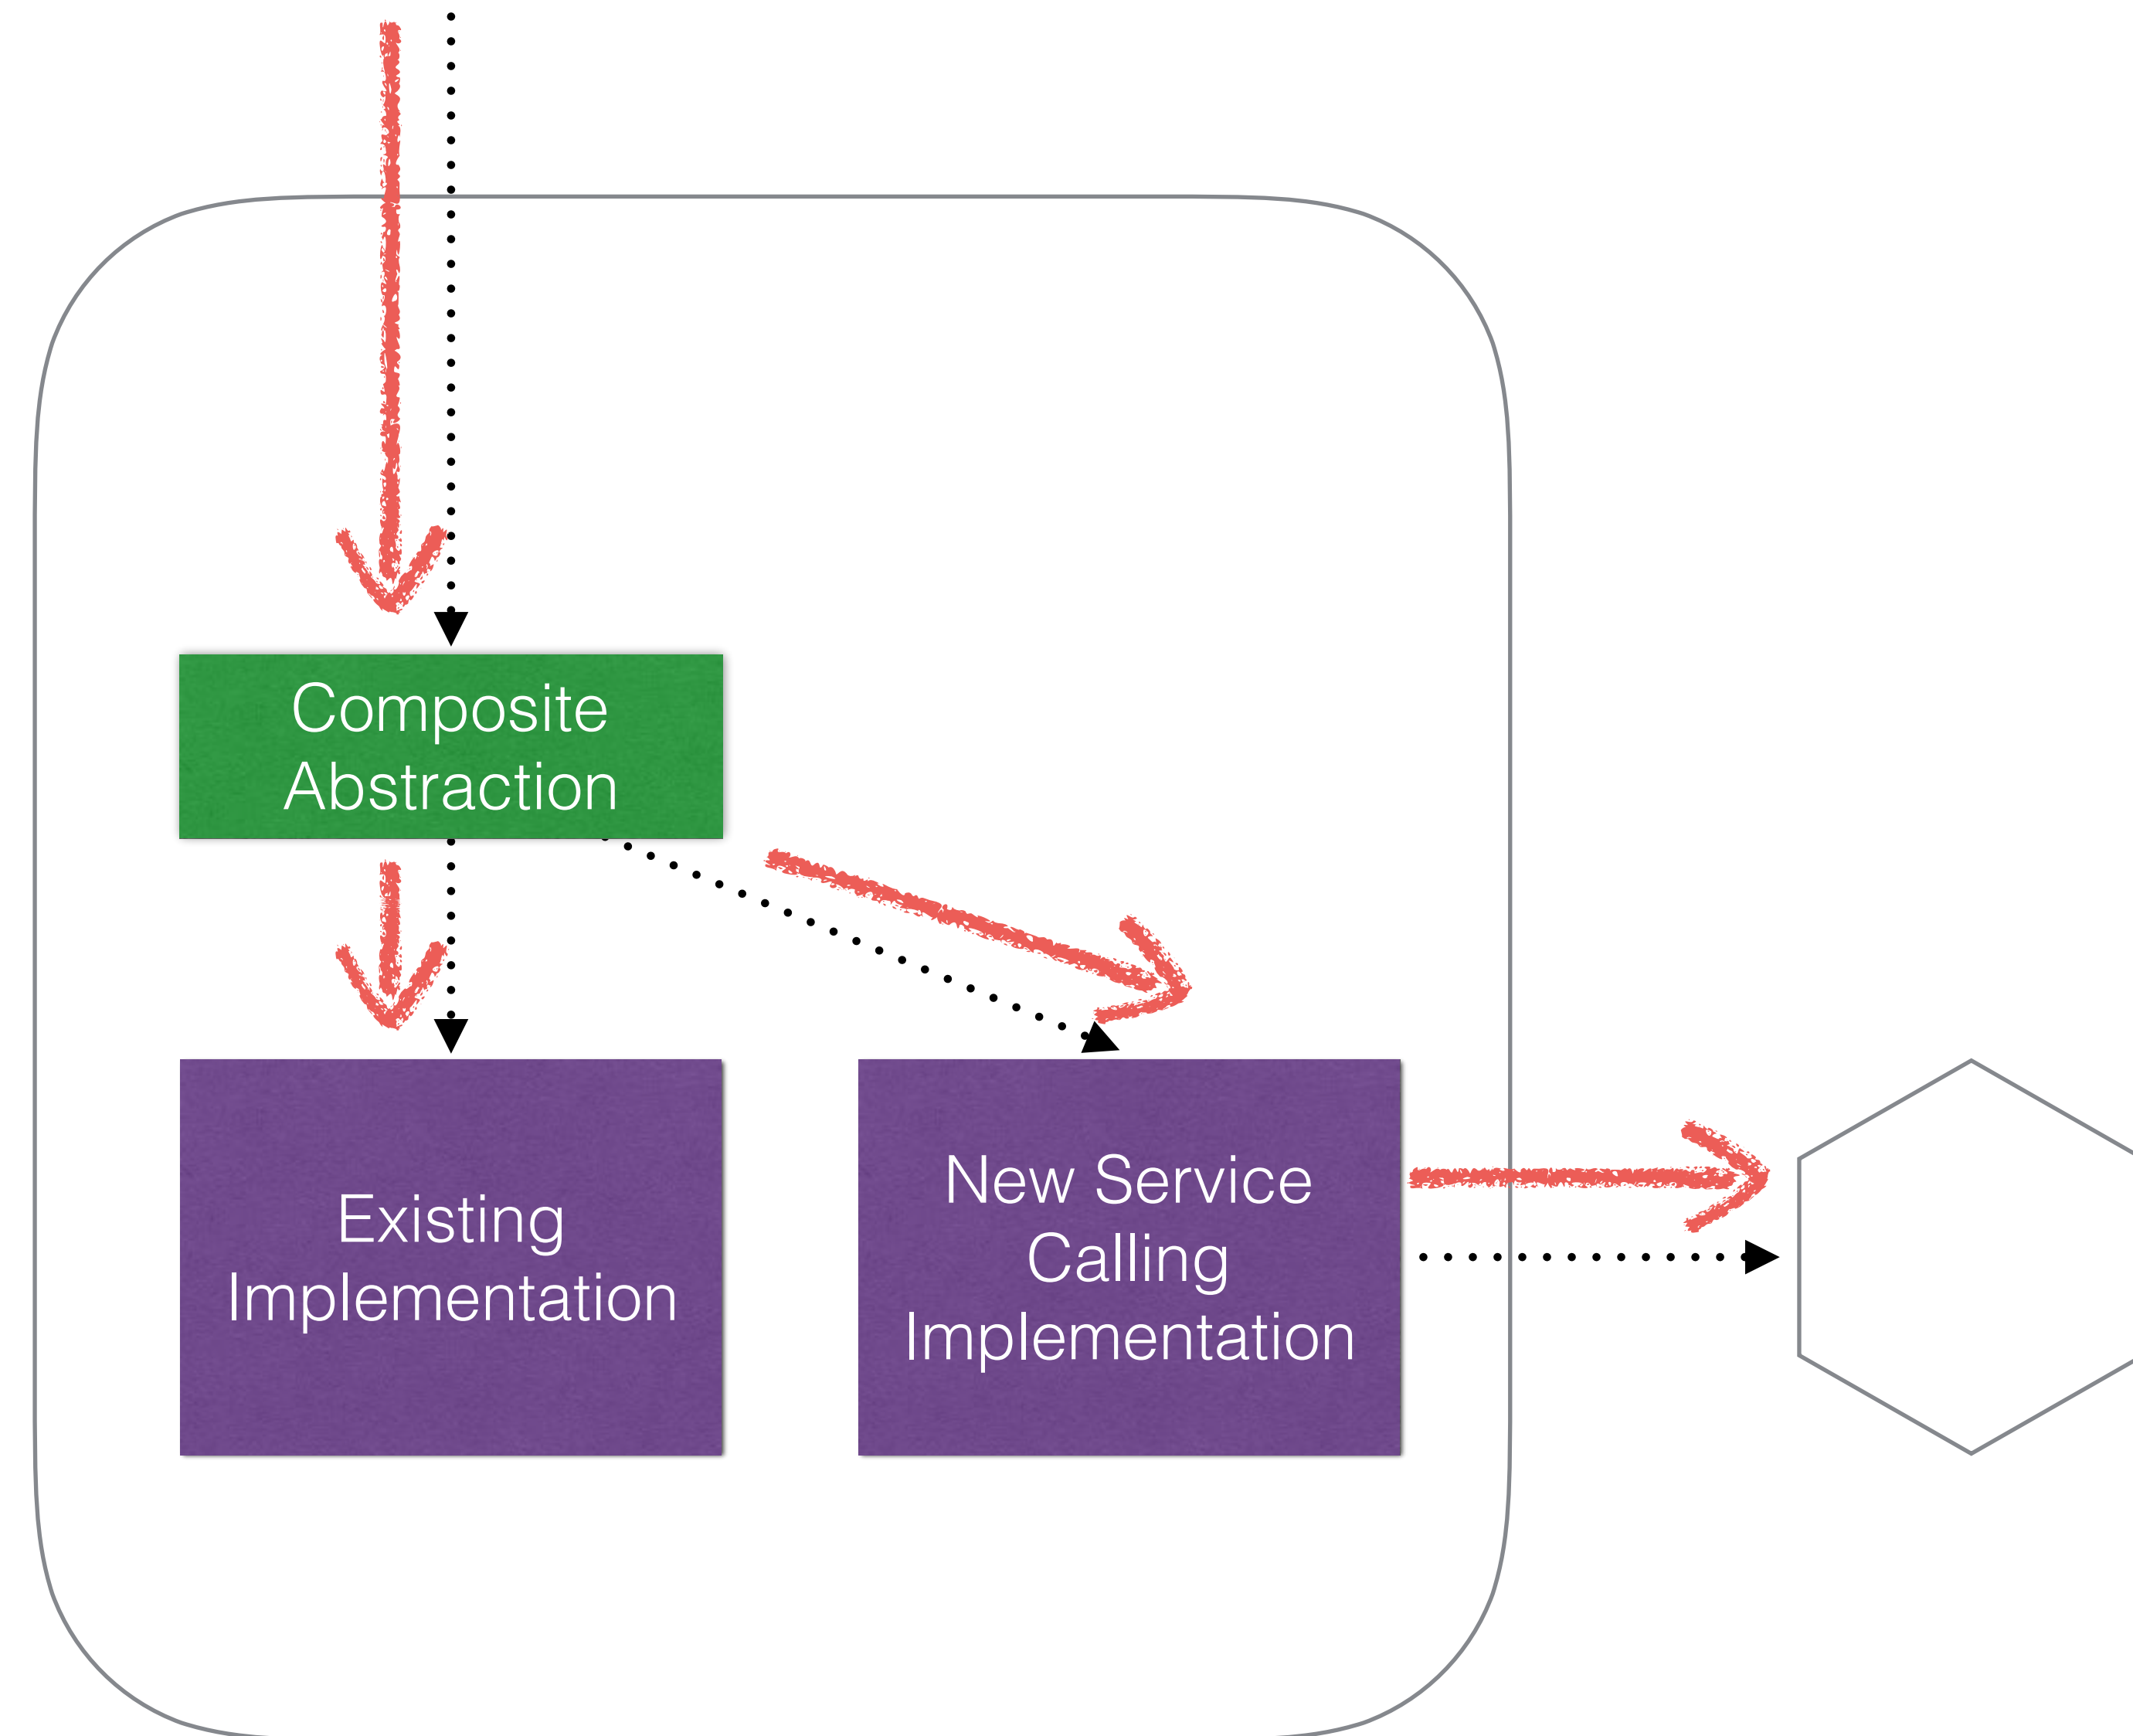 Composite
Abstraction
Existing
Implementation
New Service
Calling
Implementation